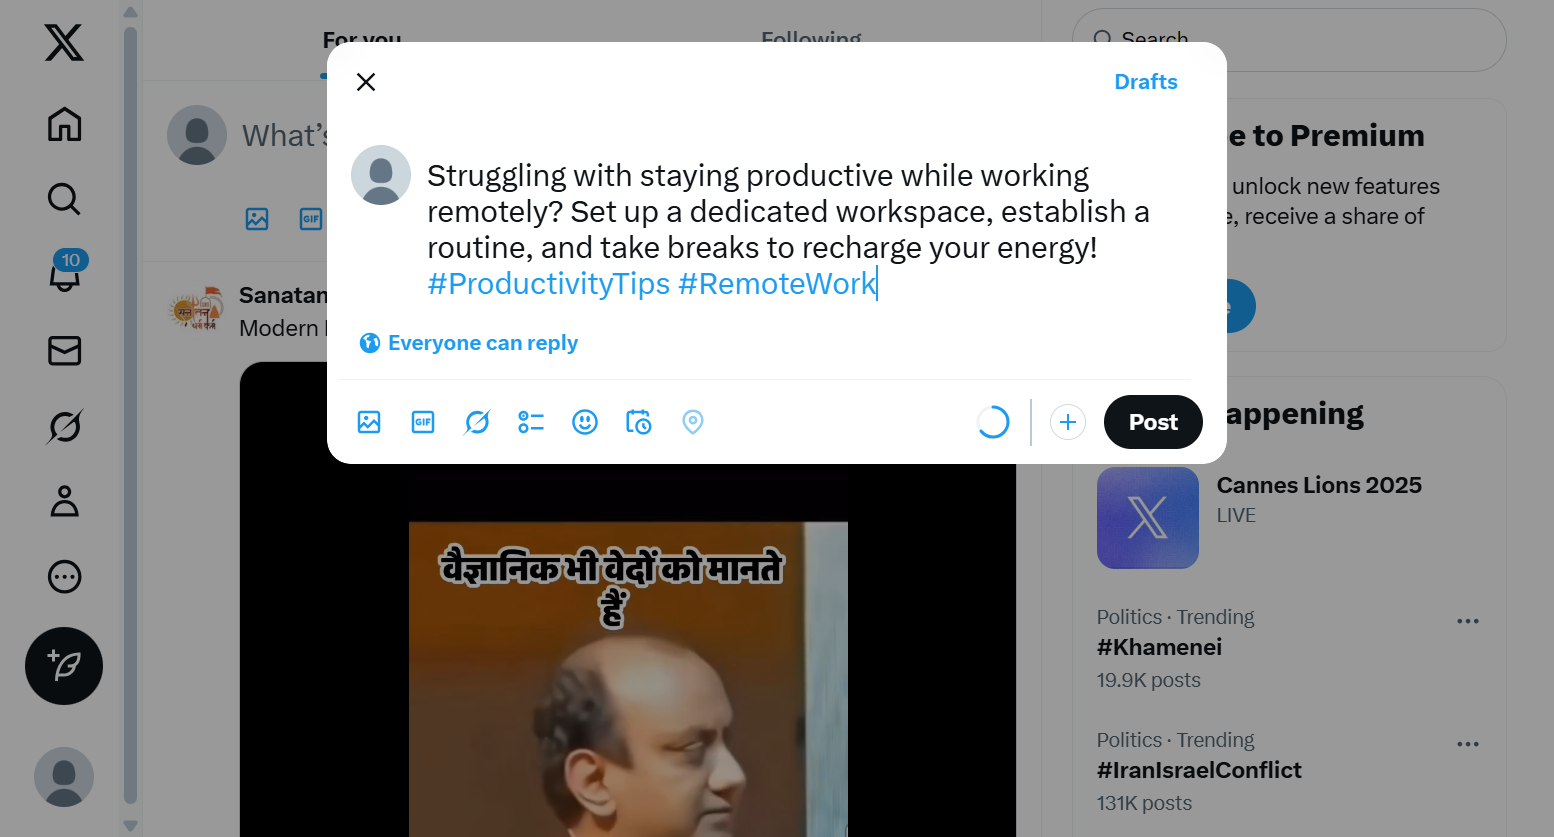 For you
Following
Search
Drafts
What's
Struggling with staying productive while working
remotely? Set up a dedicated workspace, establish a
routine, and take breaks to recharge your energy!
#ProductivityTips #RemoteWork
Everyone can reply
GIF
GIF
Post
10
Sanatan
Modern
e to Premium
unlock new features
e, receive a share of
appening
Cannes Lions 2025
LIVE
Politics · Trending
#Khamenei
19.9K posts
Politics · Trending
#IranIsraelConflict
131K posts
वैज्ञानिक भी वेदों को मानते
हैं